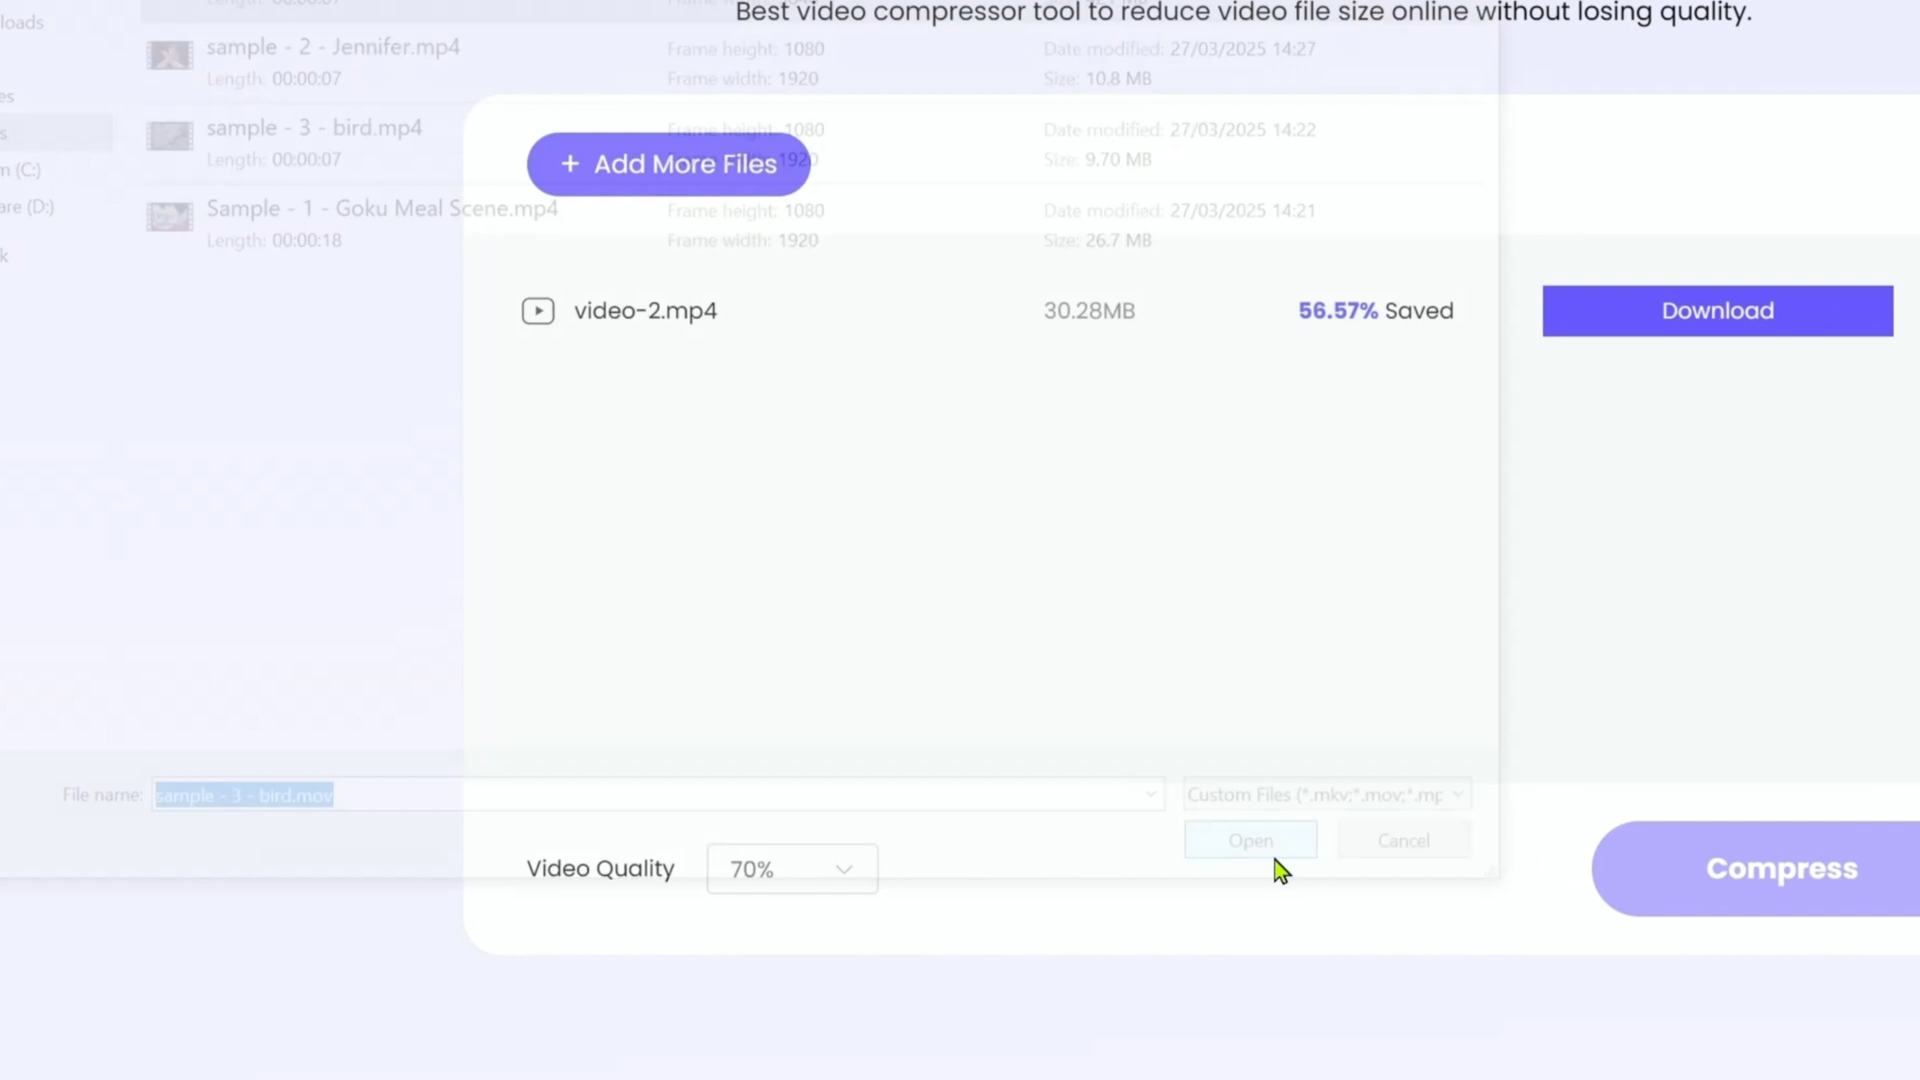 Best video compressor tool to reduce video file size online without losing quality.
loads
sample - 2 - Jennifer.mp4
Length: 00:00:07
Frame height: 1080
Frame width: 1920
Date modified: 27/03/2025 14:27
Size: 10.8 MB
es
s
sample - 3 - bird.mp4
Length: 00:00:07
Frame height: 1080
1920
Date modified: 27/03/2025 14:22
Size: 9.70 MB
+ Add More Files
m (C:)
are (D:)
Sample - 1 - Goku Meal Scene.mp4
Length: 00:00:18
Frame height: 1080
Frame width: 1920
Date modified: 27/03/2025 14:21
Size: 26.7 MB
k
video-2.mp4
30.28MB
56.57% Saved
Download
File name:
sample - 3 - bird.mov
Custom Files (*.mkv;*.mov;*.mp
Open
Cancel
Video Quality
70%
Compress